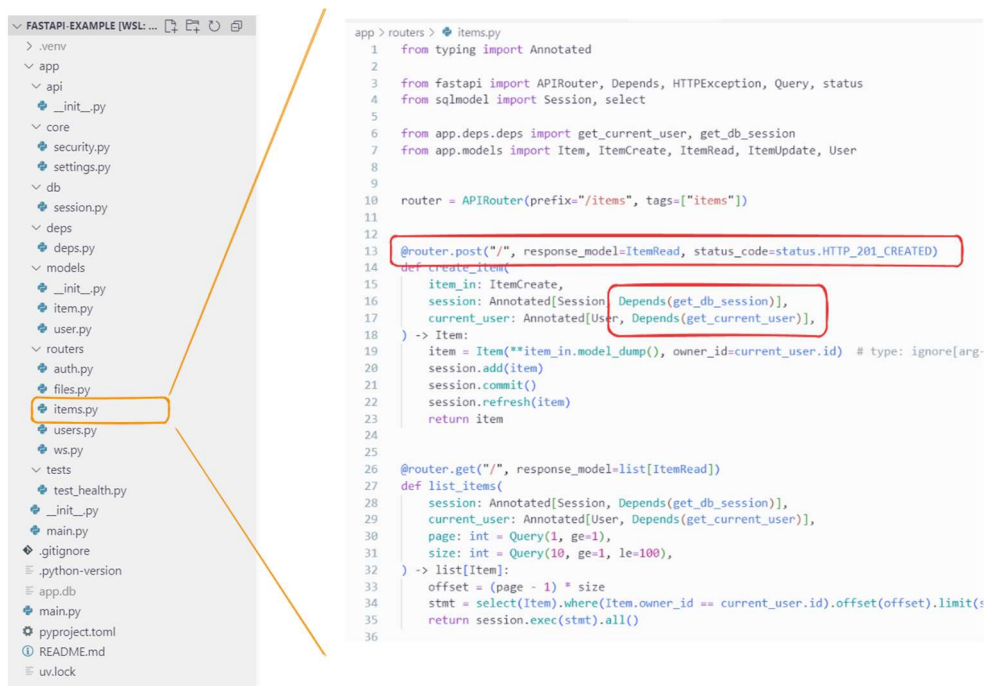 FASTAPI-EXAMPLE [WSL: ...
.venv
app
api
__init__.py
core
security.py
settings.py
db
session.py
deps
deps.py
models
__init__.py
item.py
user.py
routers
auth.py
files.py
items.py
users.py
ws.py
tests
test_health.py
__init__.py
main.py
.gitignore
.python-version
app.db
main.py
pyproject.toml
README.md
uv.lock
app > routers > items.py
1 from typing import Annotated
2
3 from fastapi import APIRouter, Depends, HTTPException, Query, status
4 from sqlmodel import Session, select
5
6 from app.deps.deps import get_current_user, get_db_session
7 from app.models import Item, ItemCreate, ItemRead, ItemUpdate, User
8
9
10 router = APIRouter(prefix="/items", tags=["items"])
11
12
13 @router.post("/", response_model=ItemRead, status_code=status.HTTP_201_CREATED)
14 def create_item(
15 item_in: ItemCreate,
16 session: Annotated[Session, Depends(get_db_session)],
17 current_user: Annotated[User, Depends(get_current_user)],
18 ) -> Item:
19 item = Item(**item_in.model_dump(), owner_id=current_user.id) # type: ignore[arg-
20 session.add(item)
21 session.commit()
22 session.refresh(item)
23 return item
24
25
26 @router.get("/", response_model=list[ItemRead])
27 def list_items(
28 session: Annotated[Session, Depends(get_db_session)],
29 current_user: Annotated[User, Depends(get_current_user)],
30 page: int = Query(1, ge=1),
31 size: int = Query(10, ge=1, le=100),
32 ) -> list[Item]:
33 offset = (page - 1) * size
34 stmt = select(Item).where(Item.owner_id == current_user.id).offset(offset).limit(s
35 return session.exec(stmt).all()
36